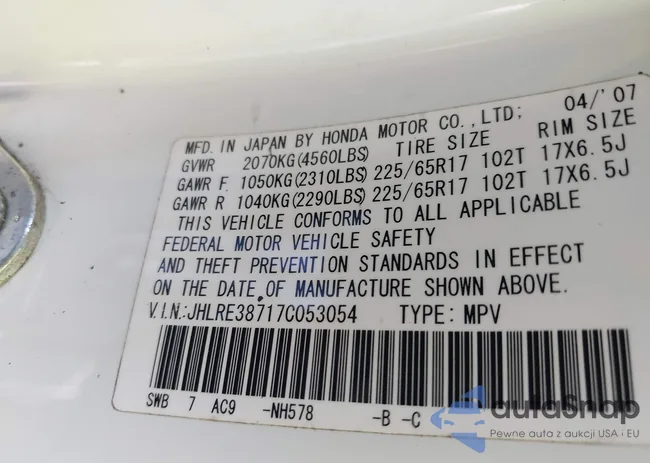 MFD. IN JAPAN BY HONDA MOTOR CO.,LTD; 04/'07
GVWR 2070KG(4560LBS) TIRE SIZE RIM SIZE
GAWR F. 1050KG(2310LBS) 225/65R17 102T 17X6.5J
GAWR R 1040KG(2290LBS) 225/65R17 102T 17X6.5J
THIS VEHICLE CONFORMS TO ALL APPLICABLE
FEDERAL MOTOR VEHICLE SAFETY
AND THEFT PREVENTION STANDARDS IN EFFECT
ON THE DATE OF MANUFACTURE SHOWN ABOVE.
V.I.N.:JHLRE38717C053054 TYPE: MPV
SWB 7 AC9 -NH578 -B -C
autaSnap
Pewne auta z aukcji USA i EU